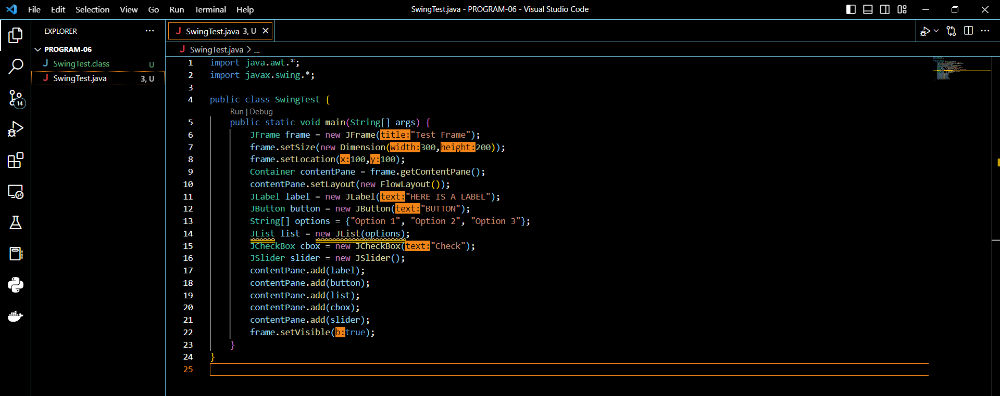 File Edit Selection View Go Run Terminal Help
SwingTest.java - PROGRAM-06 - Visual Studio Code
EXPLORER
PROGRAM-06
J SwingTest.class U
J SwingTest.java 3, U
14
J SwingTest.java 3, U
J SwingTest.java > ...
1 import java.awt.*;
2 import javax.swing.*;
3
4 public class SwingTest {
Run | Debug
5 public static void main(String[] args) {
6 JFrame frame = new JFrame(title:"Test Frame");
7 frame.setSize(new Dimension(width:300,height:200));
8 frame.setLocation(x:100,y:100);
9 Container contentPane = frame.getContentPane();
10 contentPane.setLayout(new FlowLayout());
11 JLabel label = new JLabel(text:"HERE IS A LABEL");
12 JButton button = new JButton(text:"BUTTON");
13 String[] options = {"Option 1", "Option 2", "Option 3"};
14 JList list = new JList(options);
15 JCheckBox cbox = new JCheckBox(text:"Check");
16 JSlider slider = new JSlider();
17 contentPane.add(label);
18 contentPane.add(button);
19 contentPane.add(list);
20 contentPane.add(cbox);
21 contentPane.add(slider);
22 frame.setVisible(b:true);
23 }
24 }
25